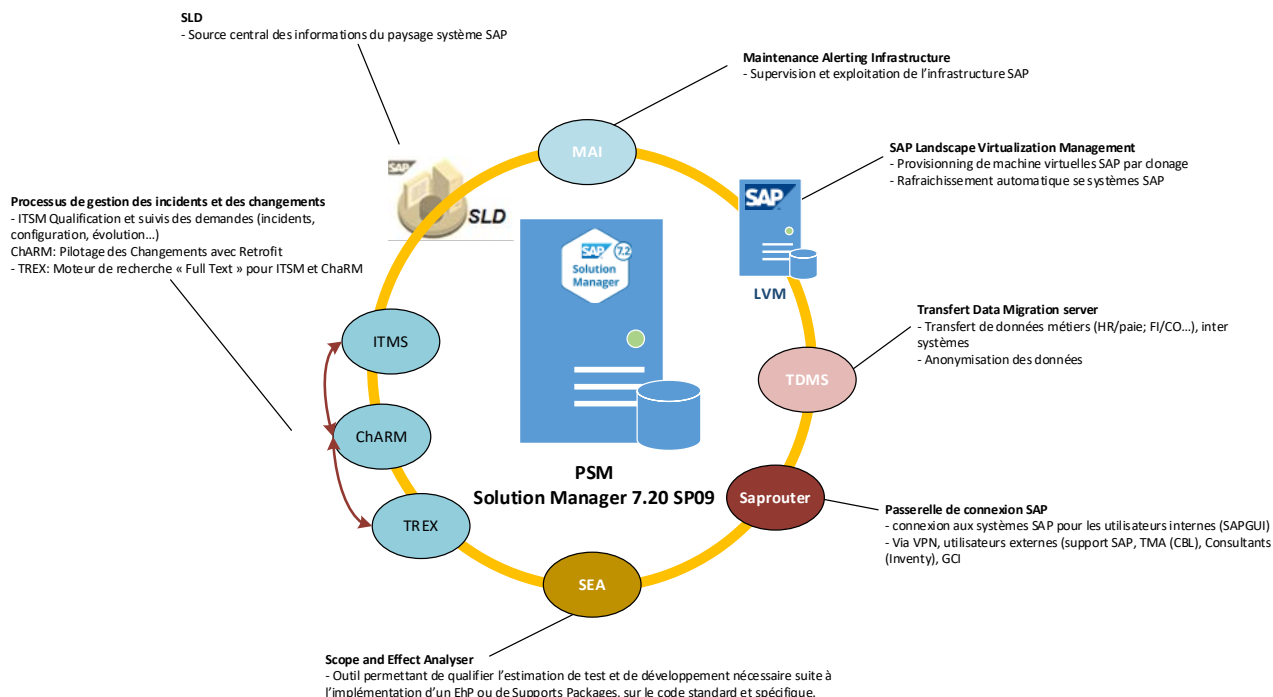 SLD
- Source central des informations du paysage système SAP
Maintenance Alerting Infrastructure
- Supervision et exploitation de l’infrastructure SAP
MAI
SAP Landscape Virtualization Management
- Provisionning de machine virtuelles SAP par clonage
- Rafraichissement automatique se systèmes SAP
SAP
SLD
SAP
LVM
Processus de gestion des incidents et des changements
- ITSM Qualification et suivis des demandes (incidents,
configuration, évolution…)
ChARM: Pilotage des Changements avec Retrofit
- TREX: Moteur de recherche « Full Text » pour ITSM et ChaRM
SAP 7.2
Solution
Manager
Transfert Data Migration server
- Transfert de données métiers (HR/paie; FI/CO…), inter
systèmes
- Anonymisation des données
ITMS
TDMS
ChARM
PSM
Solution Manager 7.20 SP09
Saprouter
TREX
Passerelle de connexion SAP
- connexion aux systèmes SAP pour les utilisateurs internes (SAPGUI)
- Via VPN, utilisateurs externes (support SAP, TMA (CBL), Consultants
(Inventy), GCI
SEA
Scope and Effect Analyser
- Outil permettant de qualifier l’estimation de test et de développement nécessaire suite à
l’implémentation d’un EhP ou de Supports Packages, sur le code standard et spécifique.